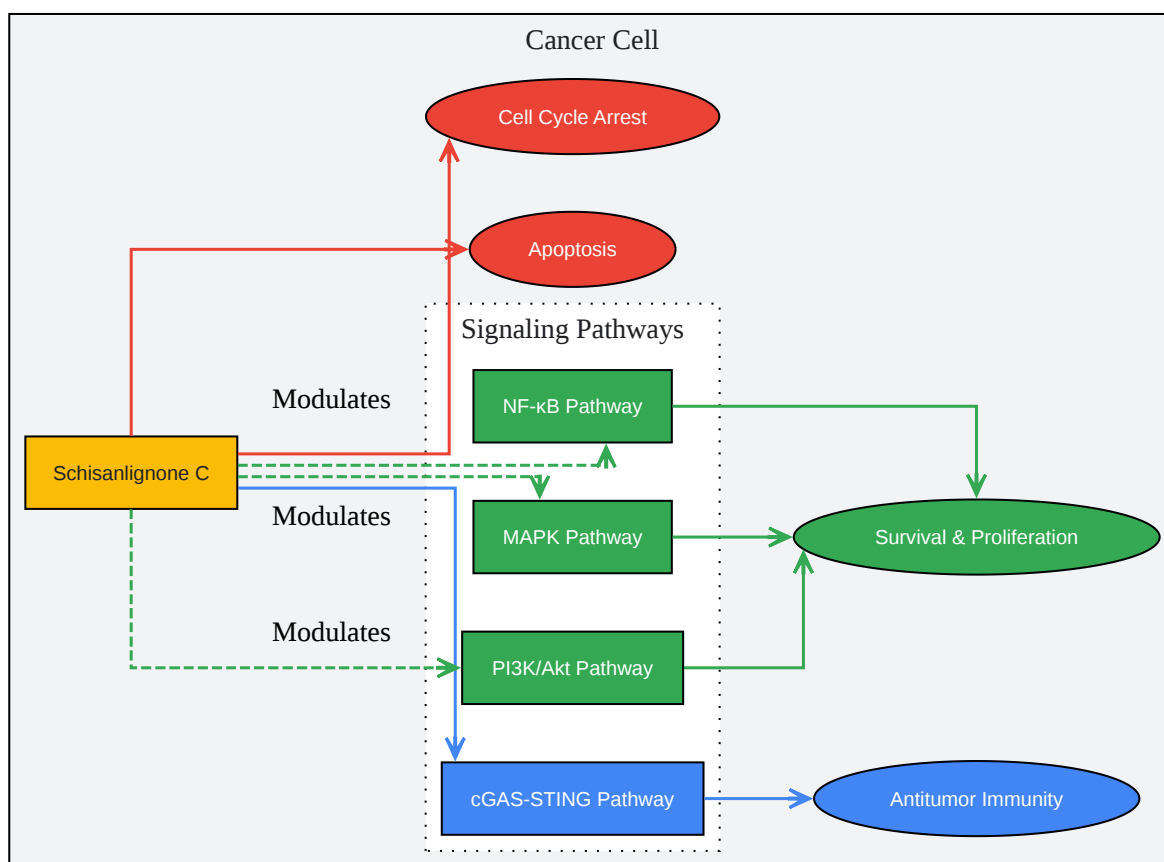 Cancer Cell
Cell Cycle Arrest
Apoptosis
Signaling Pathways
Modulates
NF-κB Pathway
Schisanlignone C
Modulates
MAPK Pathway
Survival & Proliferation
Modulates
PI3K/Akt Pathway
cGAS-STING Pathway
Antitumor Immunity